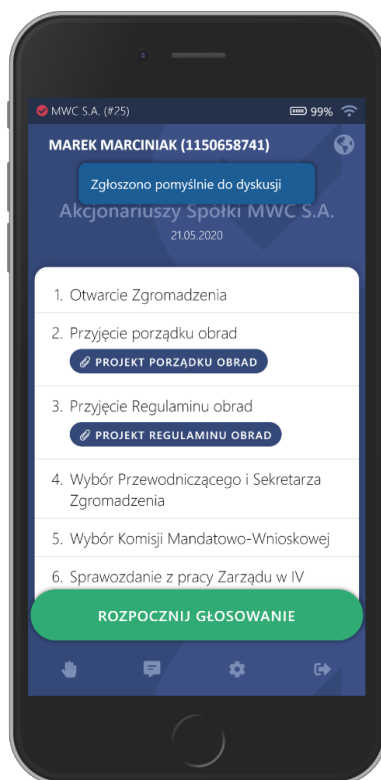 MWC S.A. (#25) 99%
MAREK MARCINIAK (1150658741)
Zgłoszono pomyślnie do dyskusji
Akcjonariuszy Spółki MWC S.A.
21.05.2020
1. Otwarcie Zgromadzenia
2. Przyjęcie porządku obrad
PROJEKT PORZĄDKU OBRAD
3. Przyjęcie Regulaminu obrad
PROJEKT REGULAMINU OBRAD
4. Wybór Przewodniczącego i Sekretarza
Zgromadzenia
5. Wybór Komisji Mandatowo-Wnioskowej
6. Sprawozdanie z pracy Zarządu w IV
ROZPOCZNIJ GŁOSOWANIE